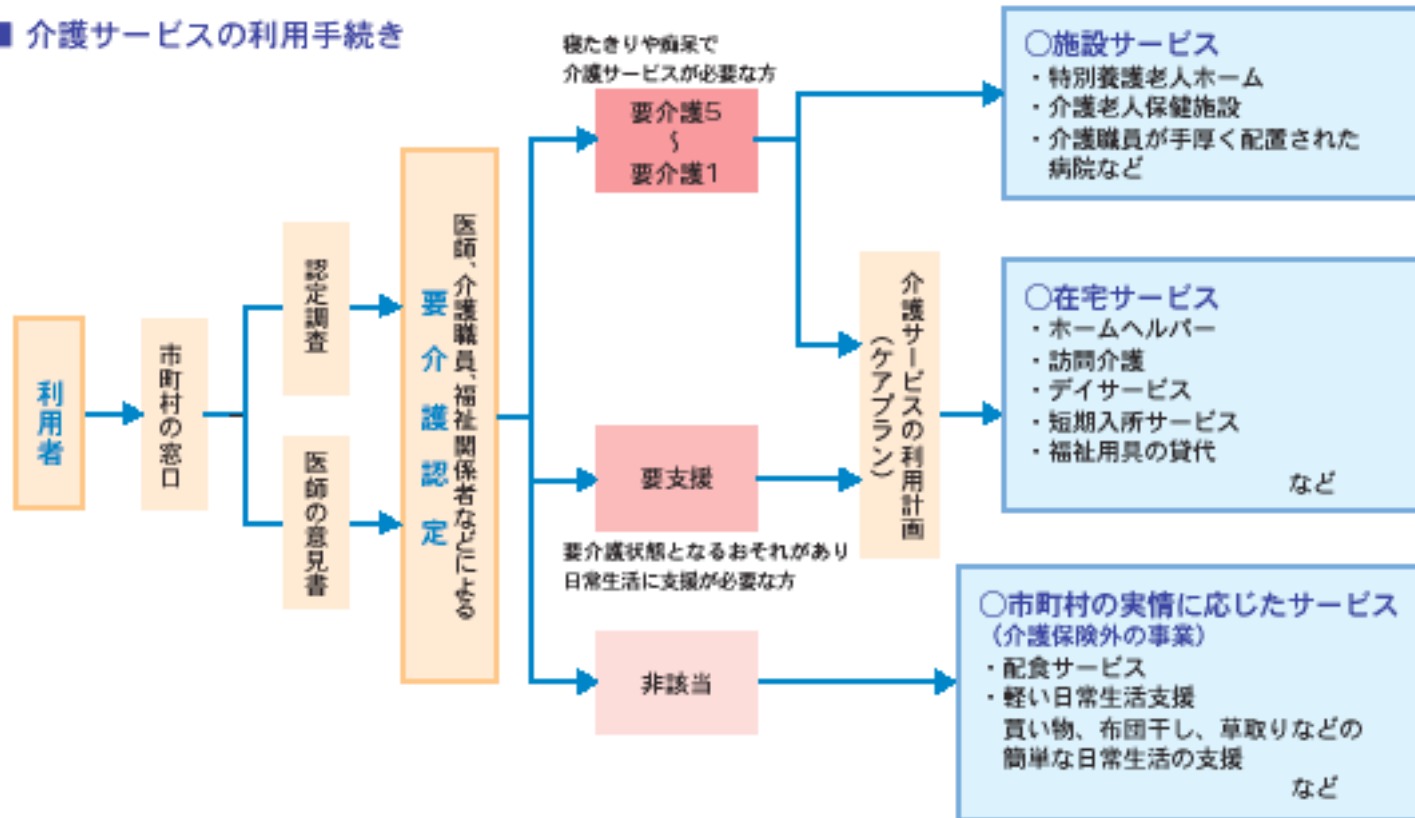 ■ 介護サービスの利用手続き
利用者
市町村の窓口
認定調査
医師の意見書
医師、介護職員、福祉関係者などによる
要介護認定
寝たきりや痴呆で
介護サービスが必要な方
要介護5
〜
要介護1
要支援
要介護状態となるおそれがあり
日常生活に支援が必要な方
非該当
介護サービスの利用計画
（ケアプラン）
○施設サービス
・特別養護老人ホーム
・介護老人保健施設
・介護職員が手厚く配置された
病院など
○在宅サービス
・ホームヘルパー
・訪問介護
・デイサービス
・短期入所サービス
・福祉用具の貸代
など
○市町村の実情に応じたサービス
（介護保険外の事業）
・配食サービス
・軽い日常生活支援
買い物、布団干し、草取りなどの
簡単な日常生活の支援
など